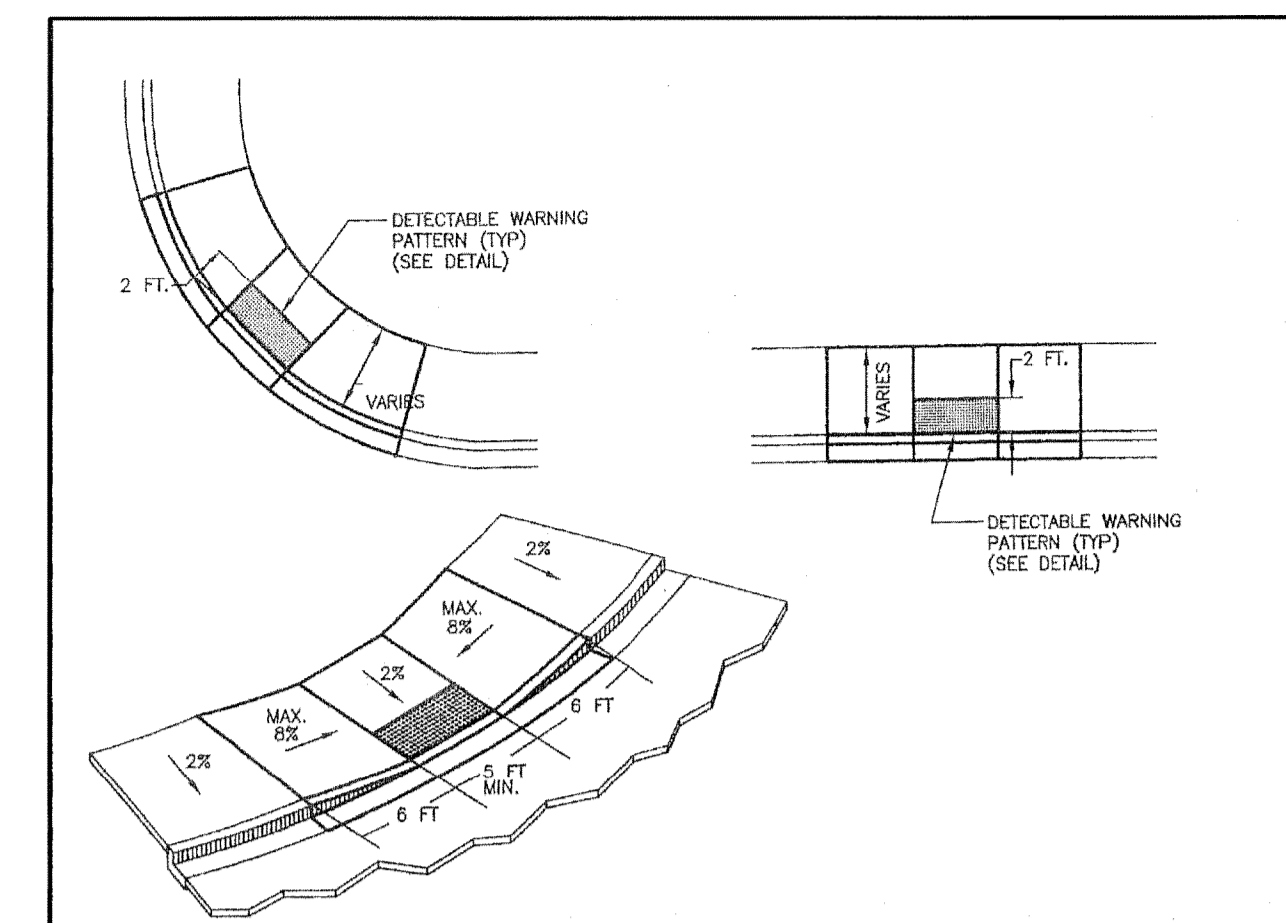 DETECTABLE WARNING
PATTERN (TYP)
(SEE DETAIL)
2 FT.
VARIES
VARIES
2 FT.
DETECTABLE WARNING
PATTERN (TYP)
(SEE DETAIL)
2%
MAX.
8%
2%
6 FT
MAX.
8%
5 FT
MIN.
2%
6 FT